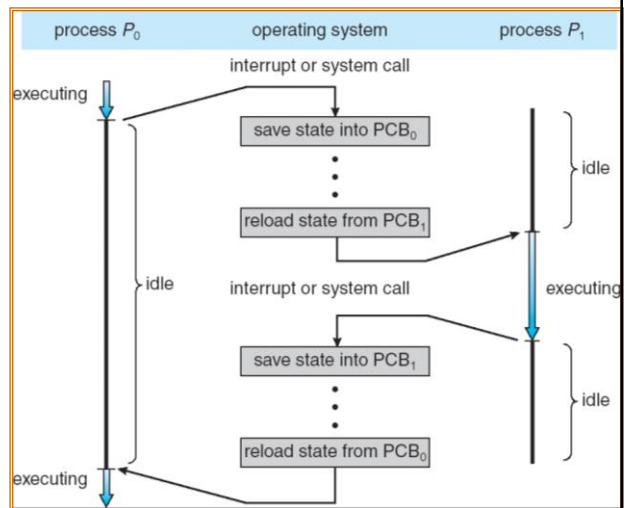 process P₀
operating system
process P₁
interrupt or system call
executing
save state into PCB₀
idle
reload state from PCB₁
idle
interrupt or system call
executing
save state into PCB₁
idle
reload state from PCB₀
executing